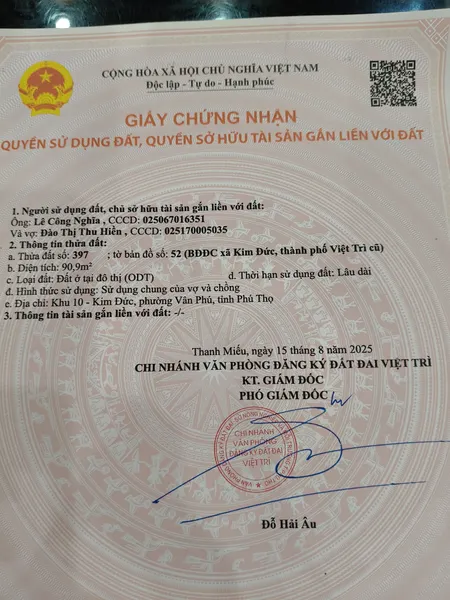 CỘNG HÒA XÃ HỘI CHỦ NGHĨA VIỆT NAM
Độc lập - Tự do - Hạnh phúc
GIẤY CHỨNG NHẬN
QUYỀN SỬ DỤNG ĐẤT, QUYỀN SỞ HỮU TÀI SẢN GẮN LIỀN VỚI ĐẤT
1. Người sử dụng đất, chủ sở hữu tài sản gắn liền với đất:
Ông: Lê Công Nghĩa , CCCD: 025067016351
Và vợ: Đào Thị Thu Hiền , CCCD: 025170005035
2. Thông tin thửa đất:
a. Thửa đất số: 397 ; tờ bản đồ số: 52 (BĐĐC xã Kim Đức, thành phố Việt Trì cũ)
b. Diện tích: 90,9m²
c. Loại đất: Đất ở tại đô thị (ODT) d. Thời hạn sử dụng đất: Lâu dài
đ. Hình thức sử dụng: Sử dụng chung của vợ và chồng
e. Địa chỉ: Khu 10 - Kim Đức, phường Vân Phú, tỉnh Phú Thọ
3. Thông tin tài sản gắn liền với đất: -/-
Thanh Miếu, ngày 15 tháng 8 năm 2025
CHI NHÁNH VĂN PHÒNG ĐĂNG KÝ ĐẤT ĐAI VIỆT TRÌ
KT. GIÁM ĐỐC
PHÓ GIÁM ĐỐC
CHI NHÁNH
VĂN PHÒNG
ĐĂNG KÝ ĐẤT ĐAI
VIỆT TRÌ
Đỗ Hải Âu